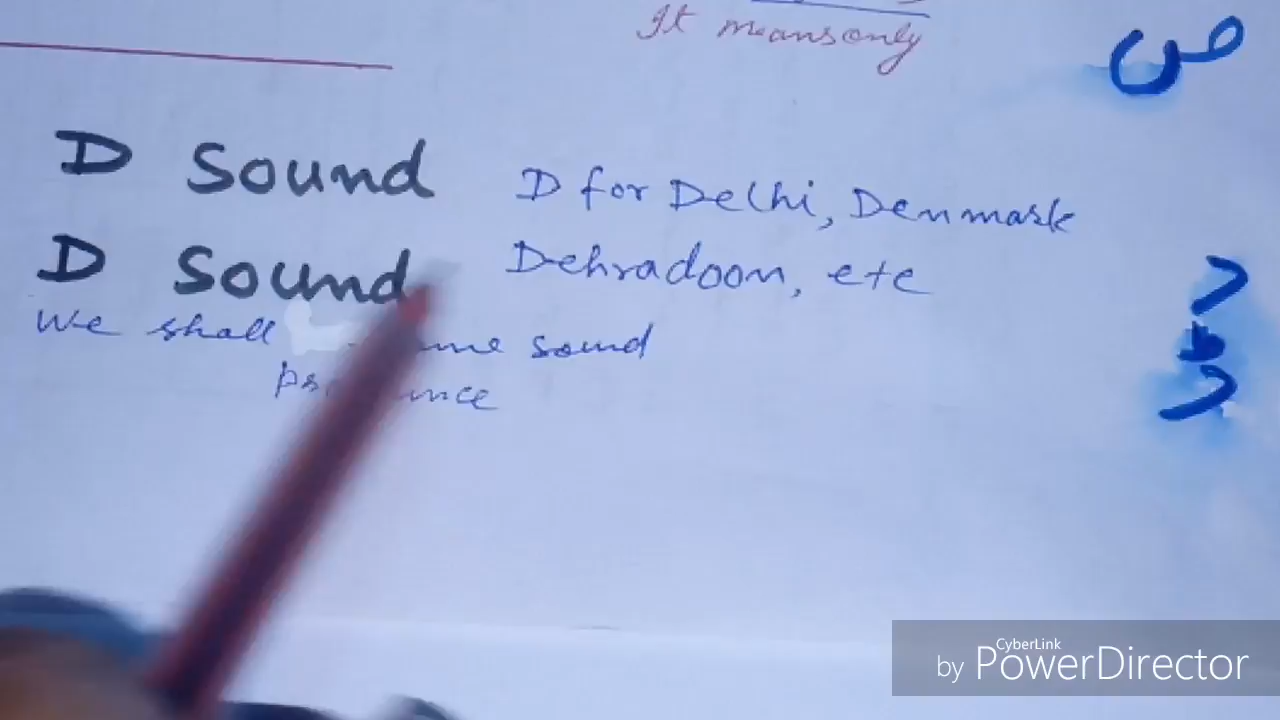 It means only
ص
D Sound D for Delhi, Denmark
D Sound Dehradoon, etc
د
ڈ
We shall sound
CyberLink
by PowerDirector